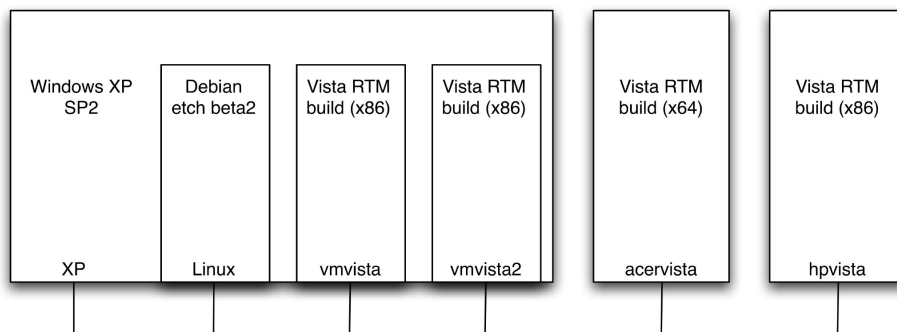 Windows XP
SP2
Debian
etch beta2
Vista RTM
build (x86)
Vista RTM
build (x86)
Vista RTM
build (x64)
Vista RTM
build (x86)
XP
Linux
vmvista
vmvista2
acervista
hpvista